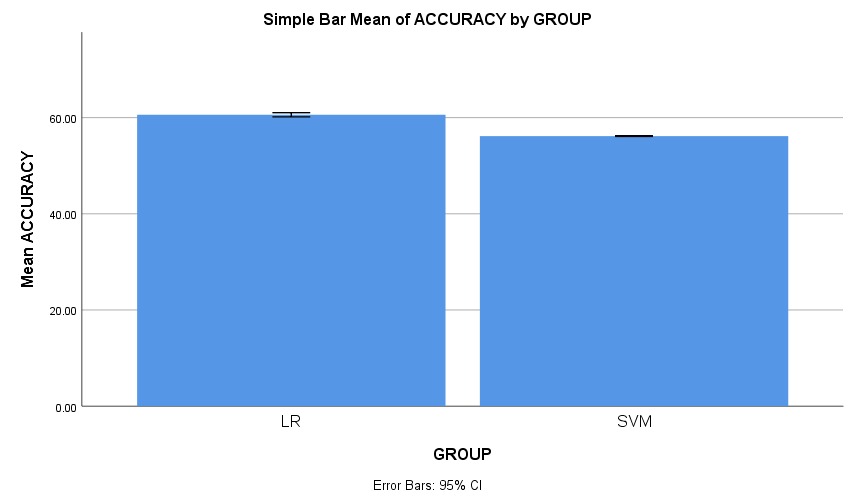 Simple Bar Mean of ACCURACY by GROUP
Mean ACCURACY
60.00
40.00
20.00
0.00
LR
SVM
GROUP
Error Bars: 95% CI